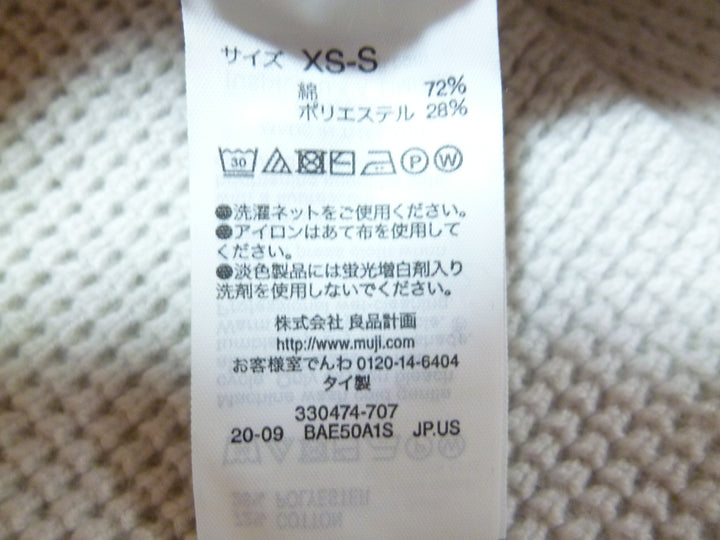 サイズ XS-S
綿 72%
ポリエステル 28%
30 P W
●洗濯ネットをご使用ください。
●アイロンはあて布を使用して
ください。
●淡色製品には蛍光増白剤入り
洗剤を使用しないでください。
株式会社 良品計画
http://www.muji.com
お客様室でんわ 0120-14-6404
タイ製
330474-707
20-09 BAE50A1S JP.US
28% POLYESTER
72% COTTON